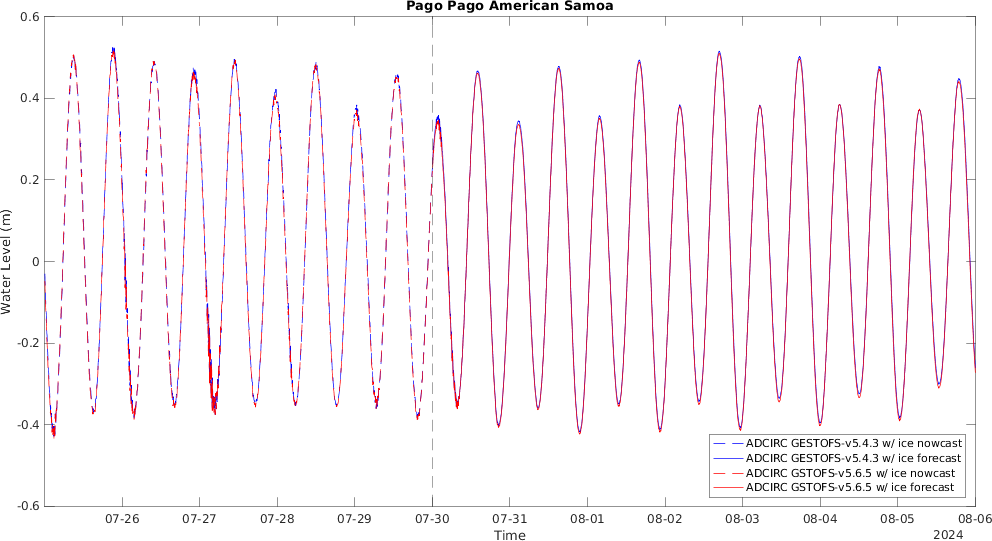 Pago Pago American Samoa
0.6
0.4
0.2
0
-0.2
-0.4
-0.6
Water Level (m)
ADCIRC GESTOFS-v5.4.3 w/ ice nowcast
ADCIRC GESTOFS-v5.4.3 w/ ice forecast
ADCIRC GSTOFS-v5.6.5 w/ ice nowcast
ADCIRC GSTOFS-v5.6.5 w/ ice forecast
07-26 07-27 07-28 07-29 07-30 07-31 08-01 08-02 08-03 08-04 08-05 08-06
Time
2024